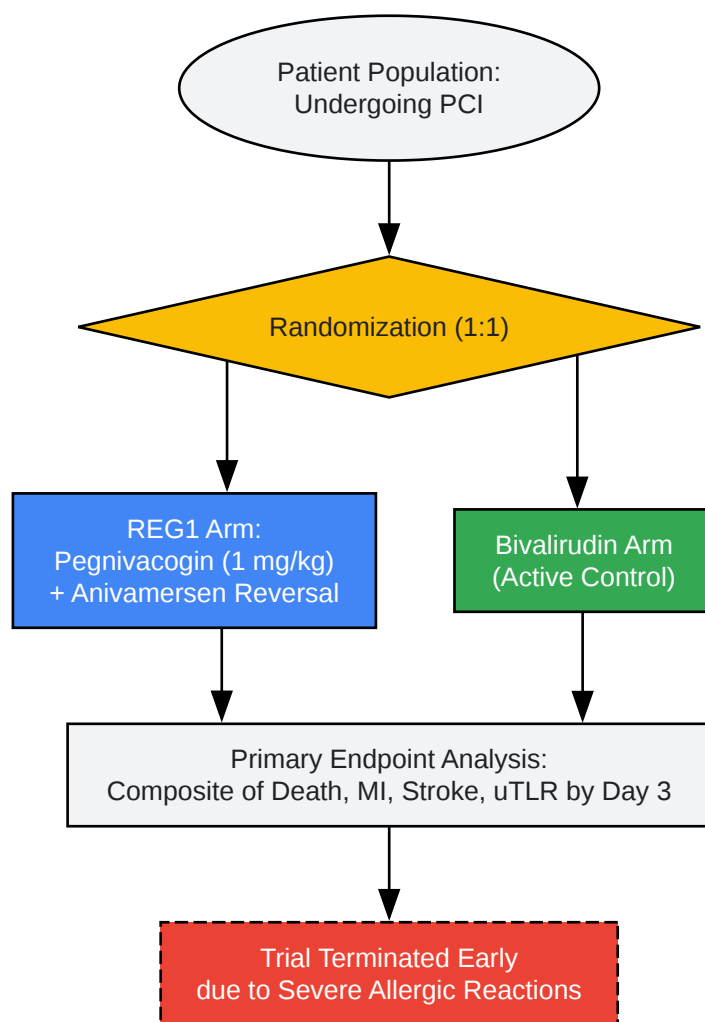 Patient Population:
Undergoing PCI
Randomization (1:1)
REG1 Arm:
Pegnivacogin (1 mg/kg)
+ Anivamersen Reversal
Bivalirudin Arm
(Active Control)
Primary Endpoint Analysis:
Composite of Death, MI, Stroke, uTLR by Day 3
Trial Terminated Early
due to Severe Allergic Reactions